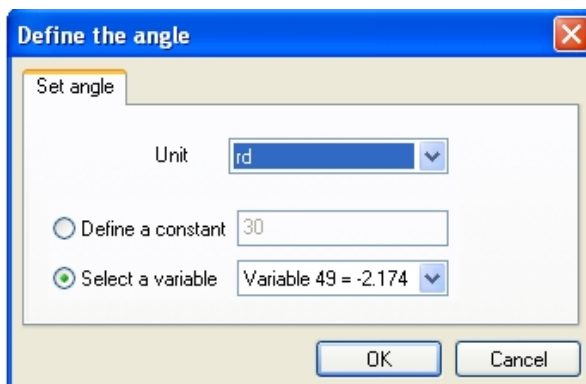 Define the angle
Set angle
Unit rd
Define a constant 30
Select a variable Variable 49 = -2.174
OK Cancel